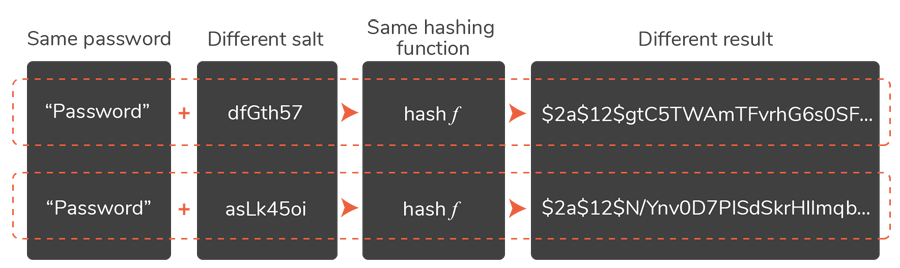 Same password
Different salt
Same hashing
function
Different result
“Password” + dfGth57 hash f $2a$12$gtC5TWAmTFvrhG6s0SF...
“Password” + asLk45oi hash f $2a$12$N/Ynv0D7PISdSkrHIlmqb...